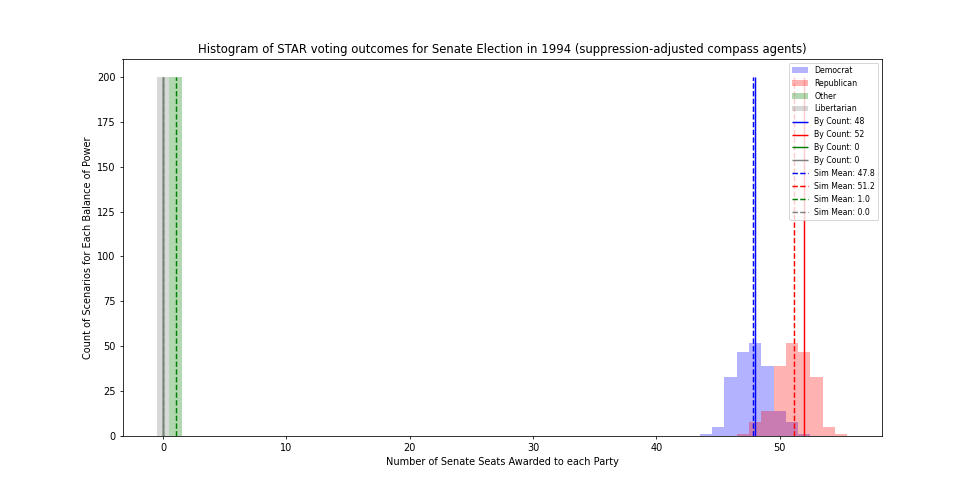 Histogram of STAR voting outcomes for Senate Election in 1994 (suppression-adjusted compass agents)
Count of Scenarios for Each Balance of Power
200
175
150
125
100
75
50
25
0
Democrat
Republican
Other
Libertarian
By Count: 48
By Count: 52
By Count: 0
By Count: 0
Sim Mean: 47.8
Sim Mean: 51.2
Sim Mean: 1.0
Sim Mean: 0.0
0 10 20 30 40 50
Number of Senate Seats Awarded to each Party